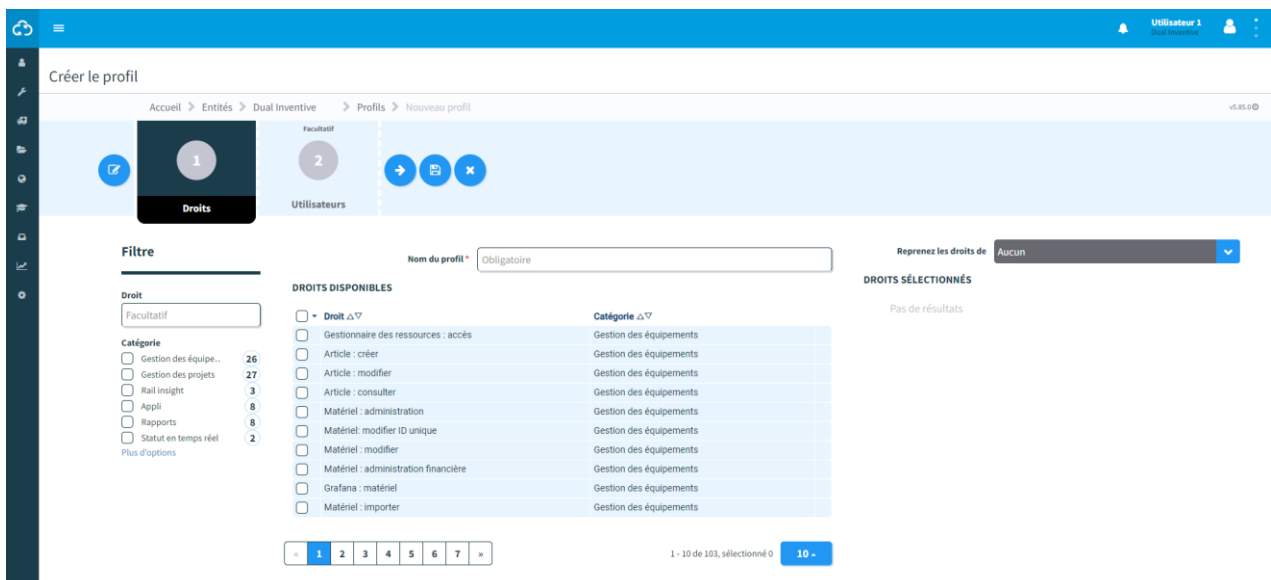 Utilisateur 1
Dual Inventive
Créer le profil
Accueil Entités Dual Inventive Profils Nouveau profil
v5.85.0
1
Droits
Facultatif
2
Utilisateurs
Filtre
Droit
Facultatif
Catégorie
Gestion des équipe.. 26
Gestion des projets 27
Rail insight 3
Appli 8
Rapports 8
Statut en temps réel 2
Plus d'options
Nom du profil * Obligatoire
DROITS DISPONIBLES
Droit Catégorie
Gestionnaire des ressources : accès Gestion des équipements
Article : créer Gestion des équipements
Article : modifier Gestion des équipements
Article : consulter Gestion des équipements
Matériel : administration Gestion des équipements
Matériel: modifier ID unique Gestion des équipements
Matériel : modifier Gestion des équipements
Matériel : administration financière Gestion des équipements
Grafana : matériel Gestion des équipements
Matériel : importer Gestion des équipements
« 1 2 3 4 5 6 7 »
1 - 10 de 103, sélectionné 0
10
Reprenez les droits de Aucun
DROITS SÉLECTIONNÉS
Pas de résultats